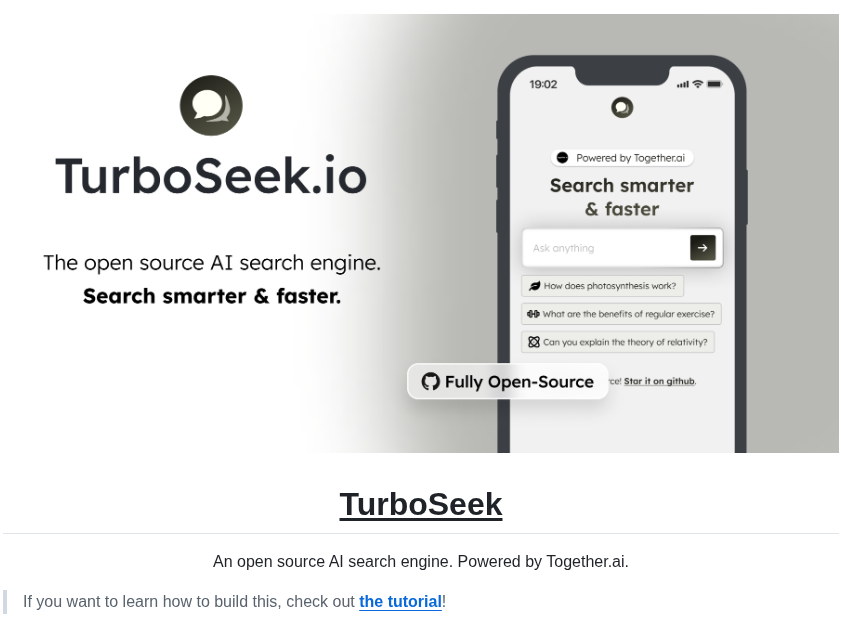 TurboSeek.io
The open source AI search engine.
Search smarter & faster.
19:02
Powered by Together.ai
Search smarter
& faster
Ask anything
How does photosynthesis work?
What are the benefits of regular exercise?
Can you explain the theory of relativity?
Star it on github.
Fully Open-Source
TurboSeek
An open source AI search engine. Powered by Together.ai.
If you want to learn how to build this, check out the tutorial!